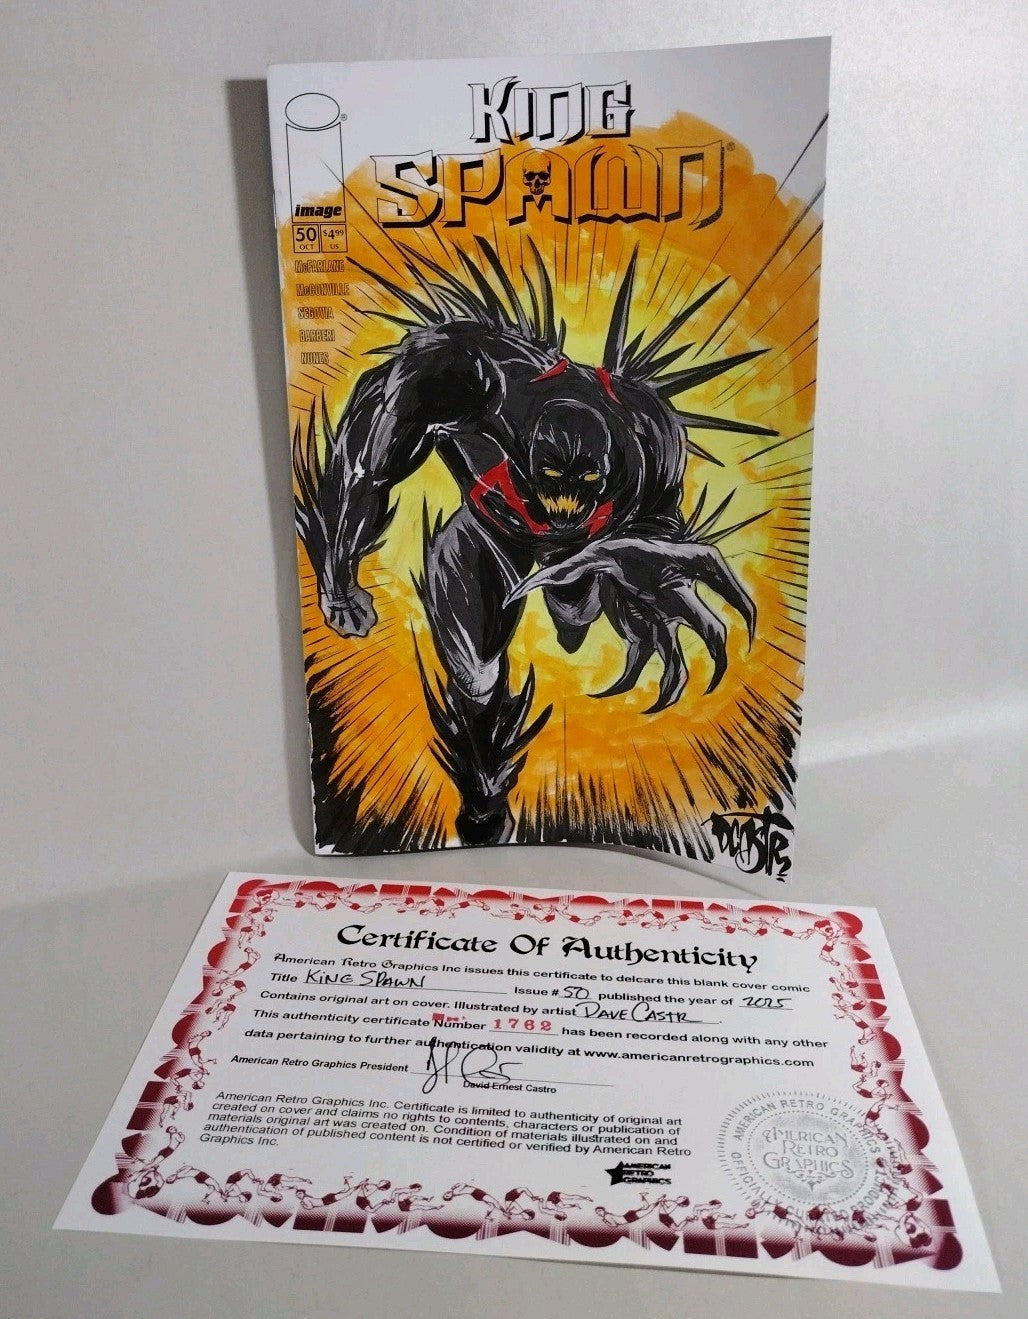 KING
SPAWN®
®
image
50 $4.99
OCT US
McFARLANE
McCONVILLE
SEGOVIA
BARBERI
NUNES
DCASTR
Certificate Of Authenticity
American Retro Graphics Inc issues this certificate to delcare this blank cover comic
Title KING SPAWN Issue # 50 published the year of 2025
Contains original art on cover. Illustrated by artist DAVE CASTR
This authenticity certificate Number 1762 has been recorded along with any other
data pertaining to further authentication validity at www.americanretrographics.com
American Retro Graphics President
David Ernest Castro
American Retro Graphics Inc. Certificate is limited to authenticity of original art
created on cover and claims no rights to contents, characters or publication of
materials original art was created on. Condition of materials illustrated on and
authentication of published content is not certified or verified by American Retro
Graphics Inc.
AMERICAN
RETRO
GRAPHICS
AMERICAN RETRO GRAPHICS
AMERICAN
RETRO
GRAPHICS
OFFICIALLY